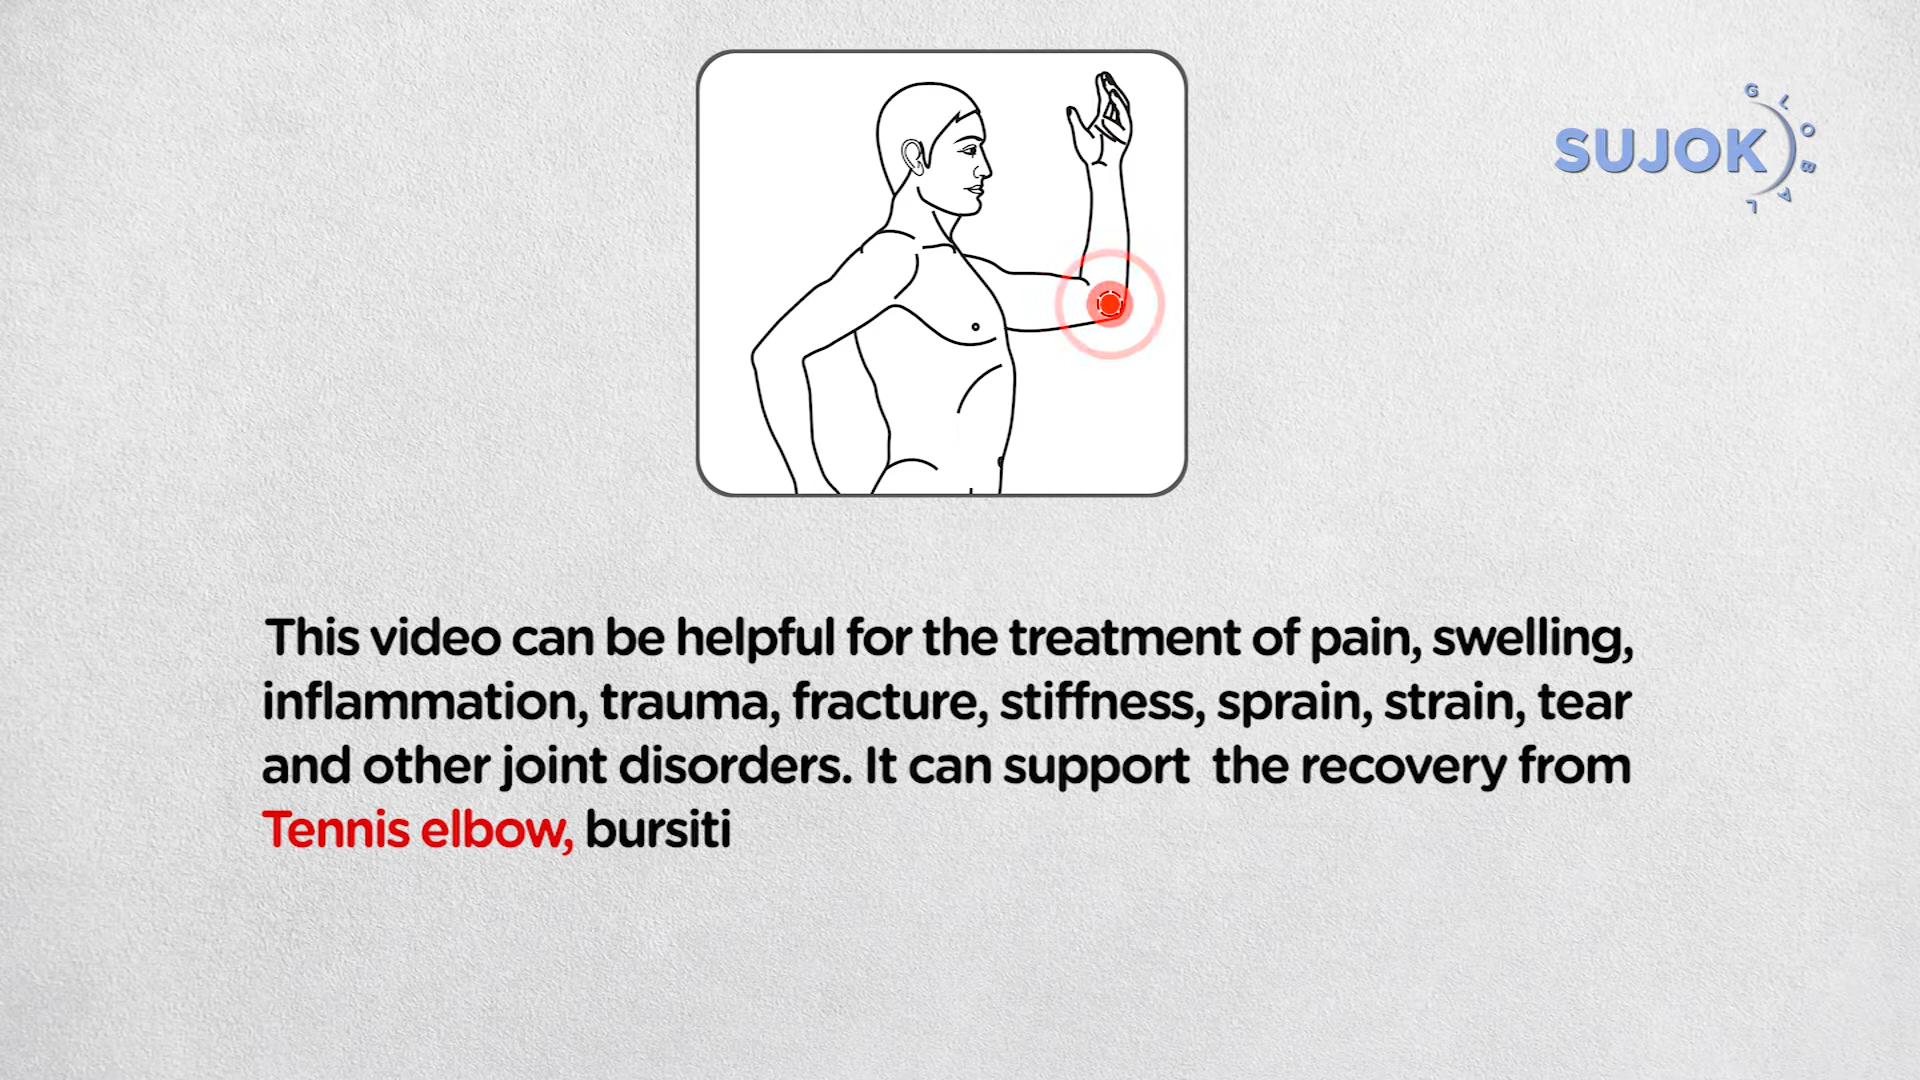 SUJOK
GLOBAL
This video can be helpful for the treatment of pain, swelling,
inflammation, trauma, fracture, stiffness, sprain, strain, tear
and other joint disorders. It can support  the recovery from
Tennis elbow, bursiti